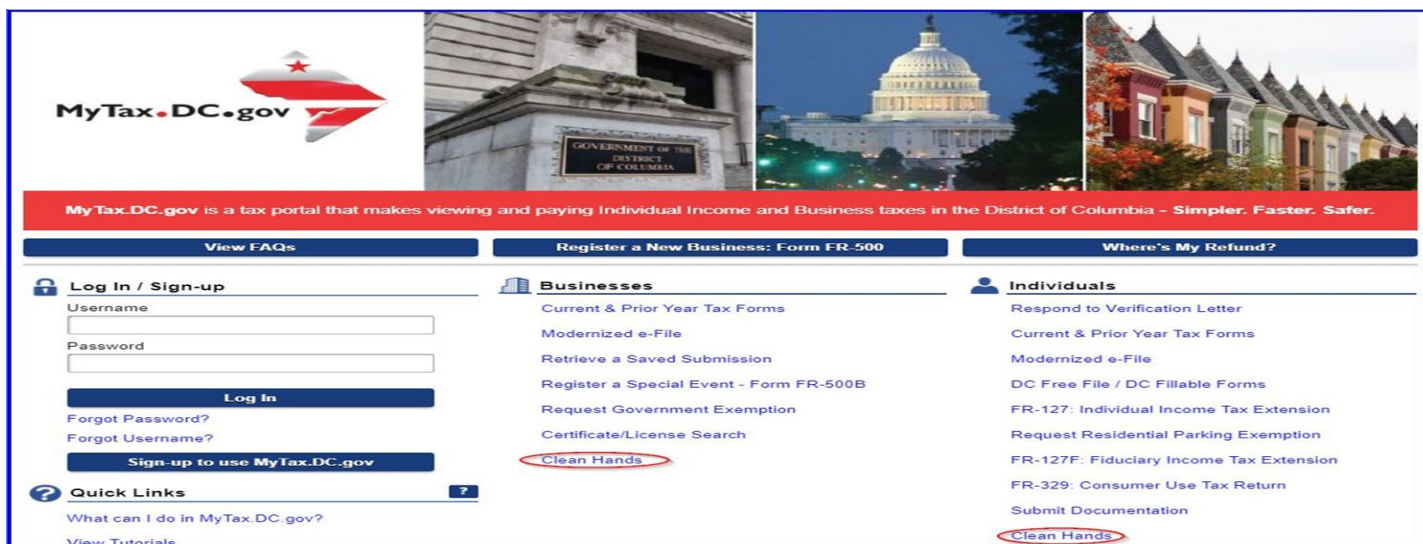 MyTax.DC.gov
GOVERNMENT OF THE
DISTRICT
OF COLUMBIA
MyTax.DC.gov is a tax portal that makes viewing and paying Individual Income and Business taxes in the District of Columbia - Simpler. Faster. Safer.
View FAQs
Register a New Business: Form FR-500
Where's My Refund?
Log In / Sign-up
Username
Password
Log In
Forgot Password?
Forgot Username?
Sign-up to use MyTax.DC.gov
Quick Links
?
What can I do in MyTax.DC.gov?
View Tutorials
Businesses
Current & Prior Year Tax Forms
Modernized e-File
Retrieve a Saved Submission
Register a Special Event - Form FR-500B
Request Government Exemption
Certificate/License Search
Clean Hands
Individuals
Respond to Verification Letter
Current & Prior Year Tax Forms
Modernized e-File
DC Free File / DC Fillable Forms
FR-127: Individual Income Tax Extension
Request Residential Parking Exemption
FR-127F: Fiduciary Income Tax Extension
FR-329: Consumer Use Tax Return
Submit Documentation
Clean Hands